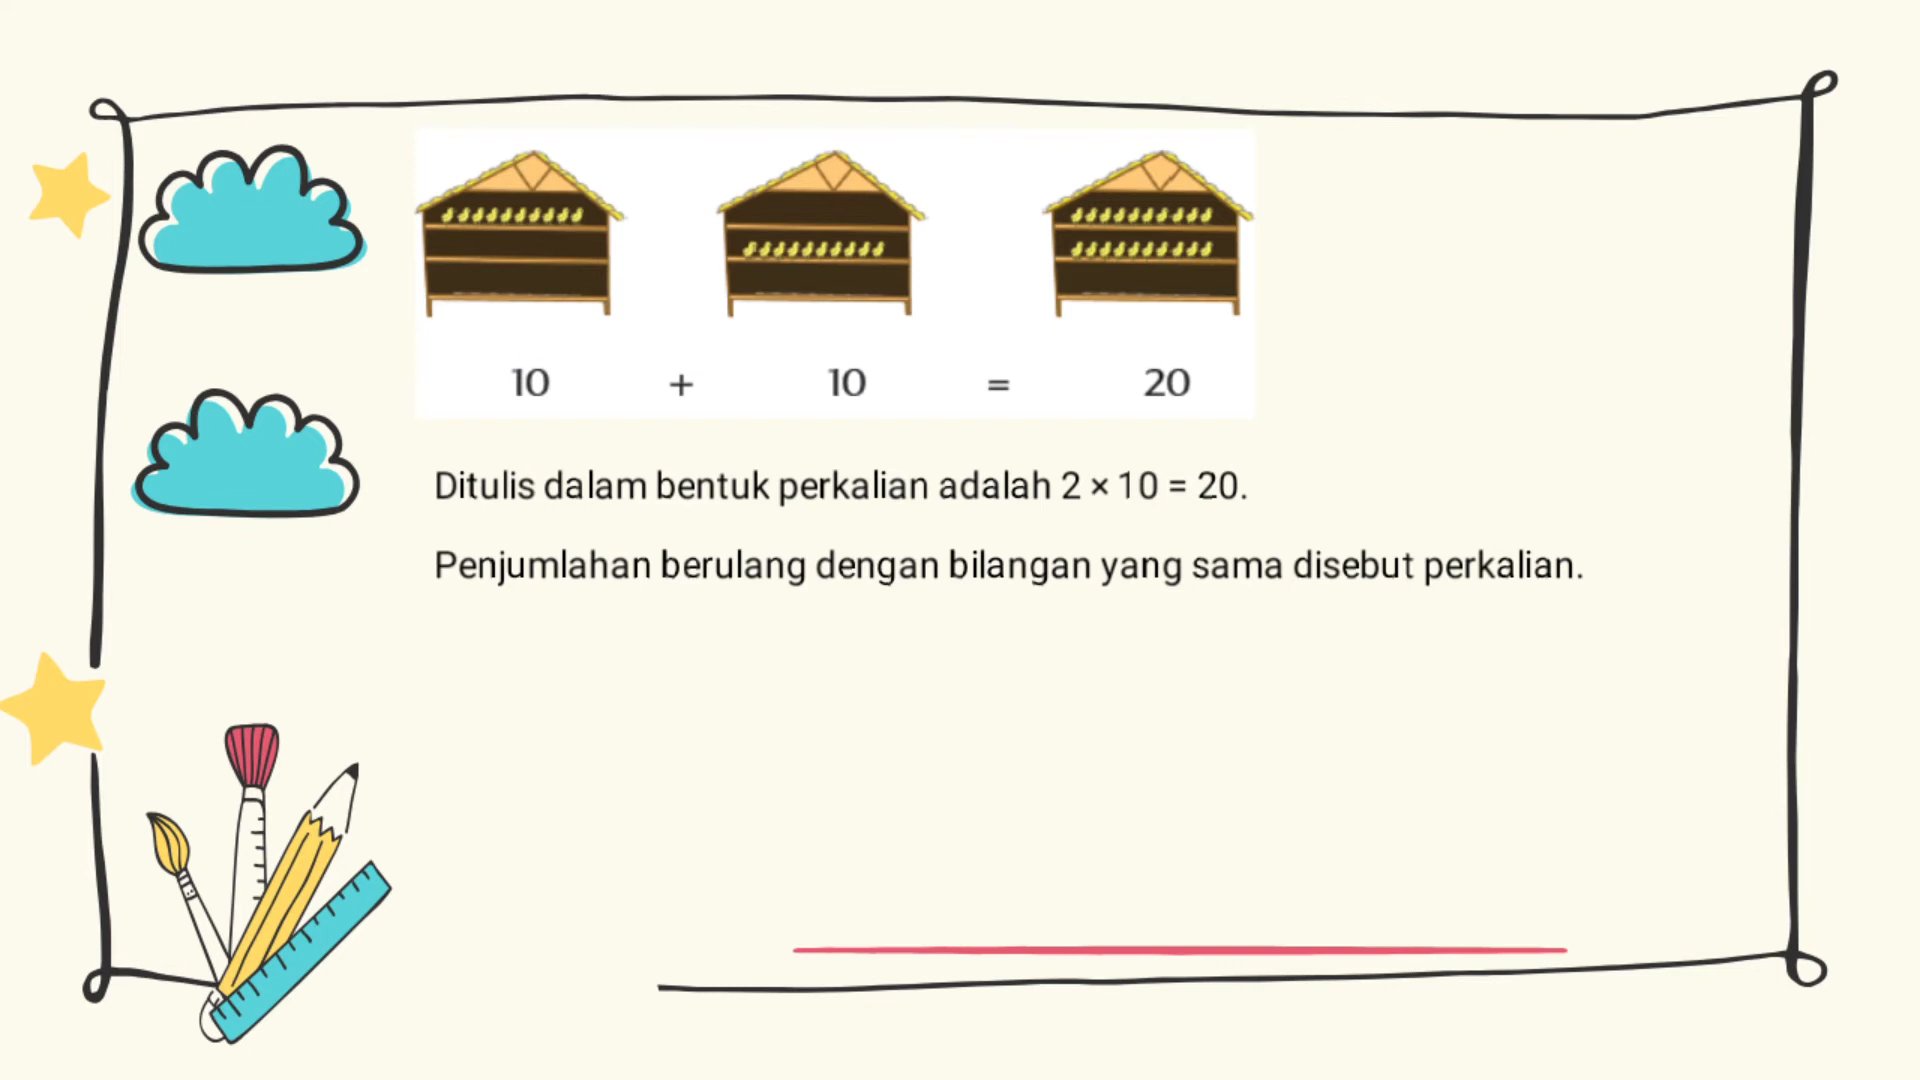 10 + 10 = 20
Ditulis dalam bentuk perkalian adalah 2 × 10 = 20.
Penjumlahan berulang dengan bilangan yang sama disebut perkalian.